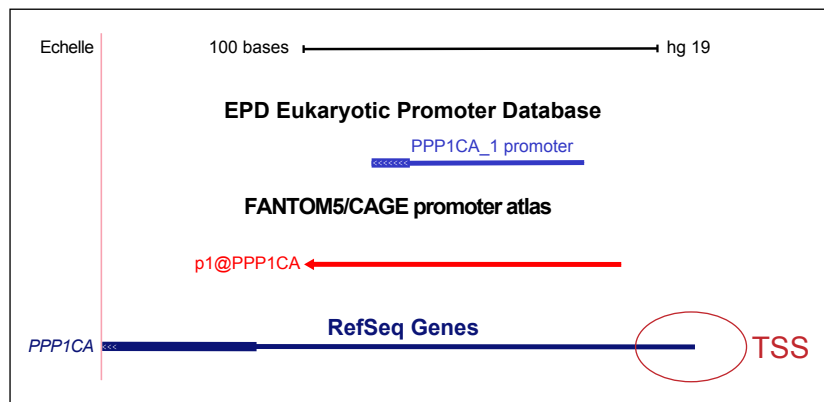 Echelle 100 bases hg 19
EPD Eukaryotic Promoter Database
PPP1CA_1 promoter
FANTOM5/CAGE promoter atlas
p1@PPP1CA
RefSeq Genes
PPP1CA TSS